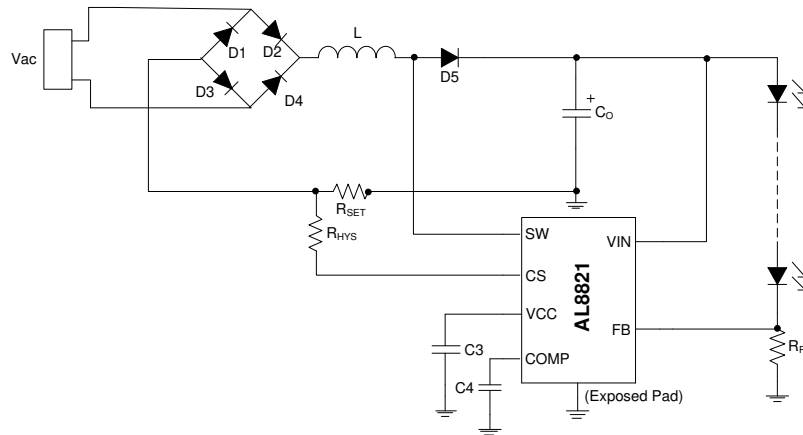 Vac
D1
D2
L
D3
D4
D5
+
CO
RSET
RHYS
SW
VIN
CS
AL8821
VCC
FB
COMP
C3
C4
(Exposed Pad)